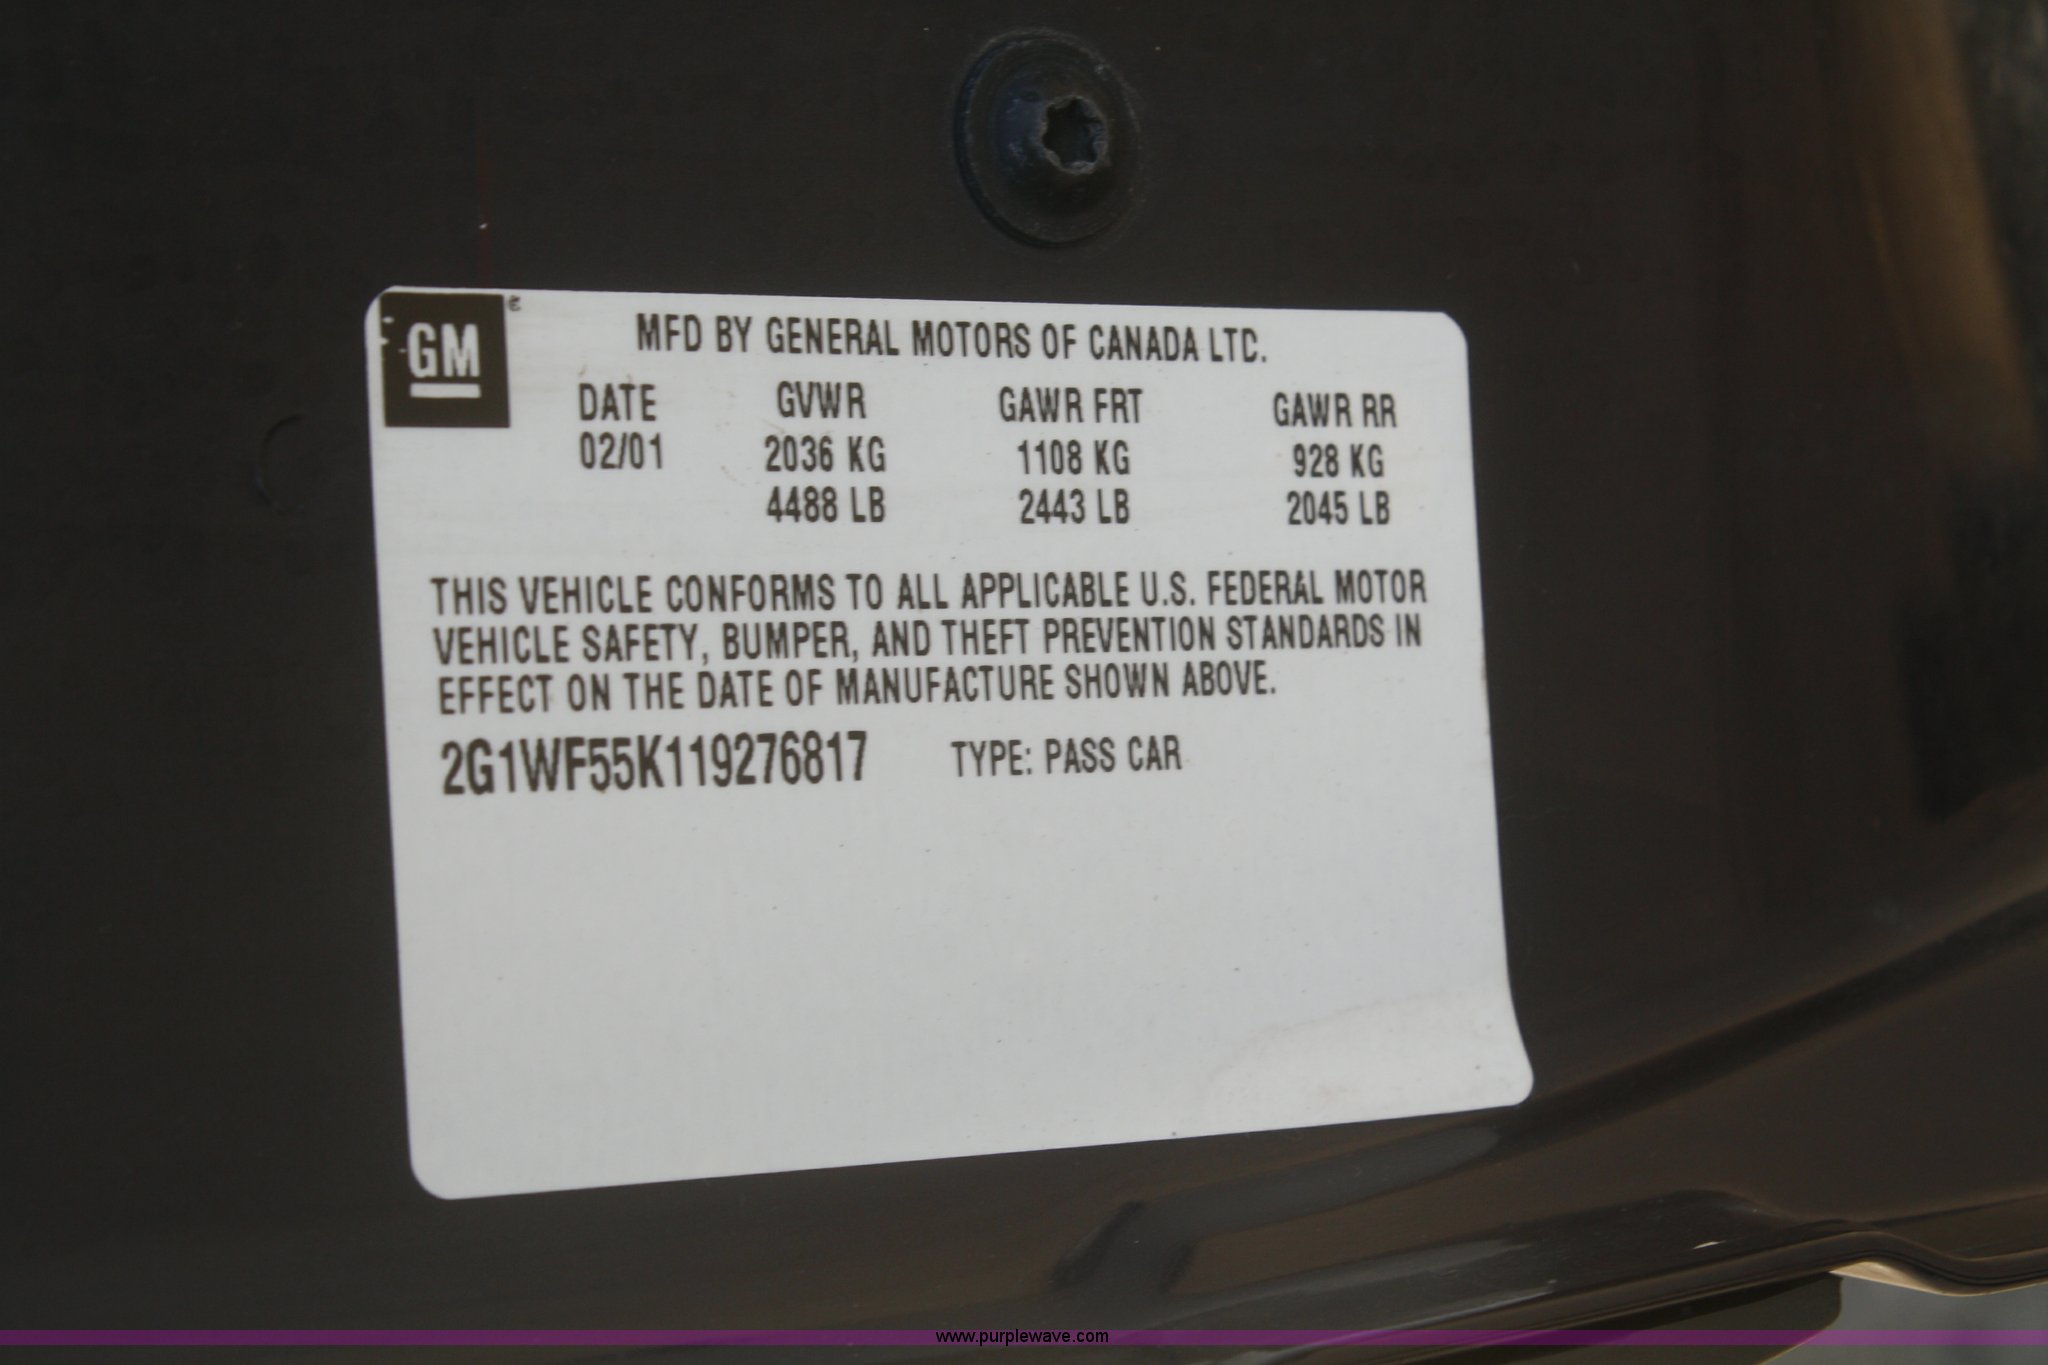 GM
MFD BY GENERAL MOTORS OF CANADA LTD.
DATE GVWR GAWR FRT GAWR RR
02/01 2036 KG 1108 KG 928 KG
4488 LB 2443 LB 2045 LB
THIS VEHICLE CONFORMS TO ALL APPLICABLE U.S. FEDERAL MOTOR
VEHICLE SAFETY, BUMPER, AND THEFT PREVENTION STANDARDS IN
EFFECT ON THE DATE OF MANUFACTURE SHOWN ABOVE.
2G1WF55K119276817 TYPE: PASS CAR
www.purplewave.com